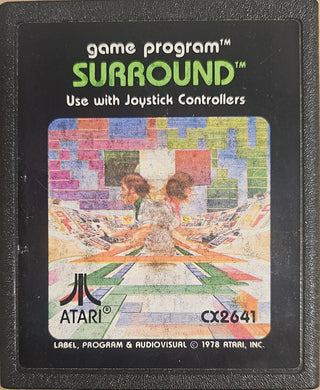 game program™
SURROUND™
Use with Joystick Controllers
ATARI®
CX2641
LABEL, PROGRAM & AUDIOVISUAL © 1978 ATARI, INC.